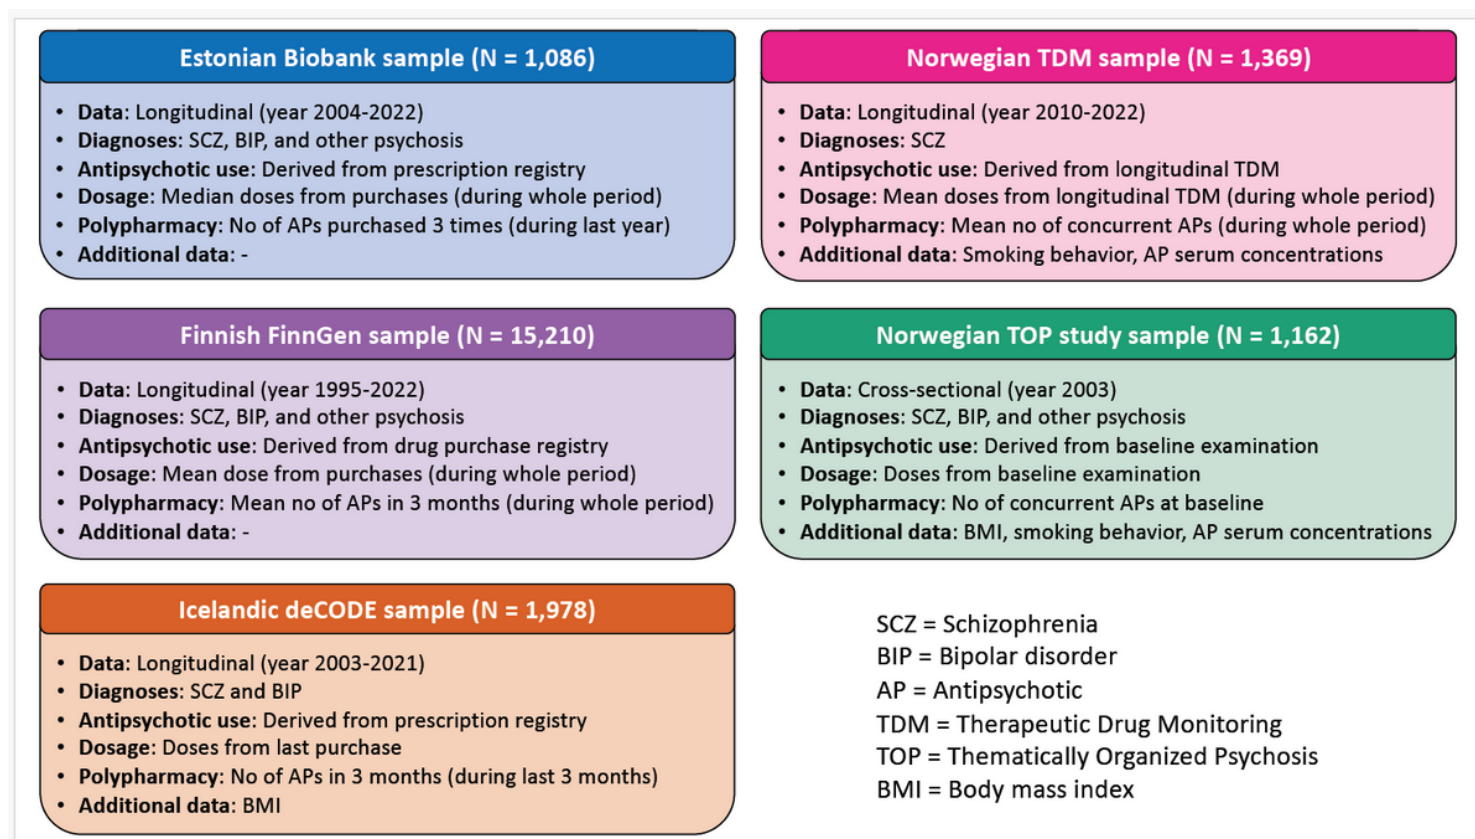 Estonian Biobank sample (N = 1,086)
• Data: Longitudinal (year 2004-2022)
• Diagnoses: SCZ, BIP, and other psychosis
• Antipsychotic use: Derived from prescription registry
• Dosage: Median doses from purchases (during whole period)
• Polypharmacy: No of APs purchased 3 times (during last year)
• Additional data: -
Norwegian TDM sample (N = 1,369)
• Data: Longitudinal (year 2010-2022)
• Diagnoses: SCZ
• Antipsychotic use: Derived from longitudinal TDM
• Dosage: Mean doses from longitudinal TDM (during whole period)
• Polypharmacy: Mean no of concurrent APs (during whole period)
• Additional data: Smoking behavior, AP serum concentrations
Finnish FinnGen sample (N = 15,210)
• Data: Longitudinal (year 1995-2022)
• Diagnoses: SCZ, BIP, and other psychosis
• Antipsychotic use: Derived from drug purchase registry
• Dosage: Mean dose from purchases (during whole period)
• Polypharmacy: Mean no of APs in 3 months (during whole period)
• Additional data: -
Norwegian TOP study sample (N = 1,162)
• Data: Cross-sectional (year 2003)
• Diagnoses: SCZ, BIP, and other psychosis
• Antipsychotic use: Derived from baseline examination
• Dosage: Doses from baseline examination
• Polypharmacy: No of concurrent APs at baseline
• Additional data: BMI, smoking behavior, AP serum concentrations
Icelandic deCODE sample (N = 1,978)
• Data: Longitudinal (year 2003-2021)
• Diagnoses: SCZ and BIP
• Antipsychotic use: Derived from prescription registry
• Dosage: Doses from last purchase
• Polypharmacy: No of APs in 3 months (during last 3 months)
• Additional data: BMI
SCZ = Schizophrenia
BIP = Bipolar disorder
AP = Antipsychotic
TDM = Therapeutic Drug Monitoring
TOP = Thematically Organized Psychosis
BMI = Body mass index